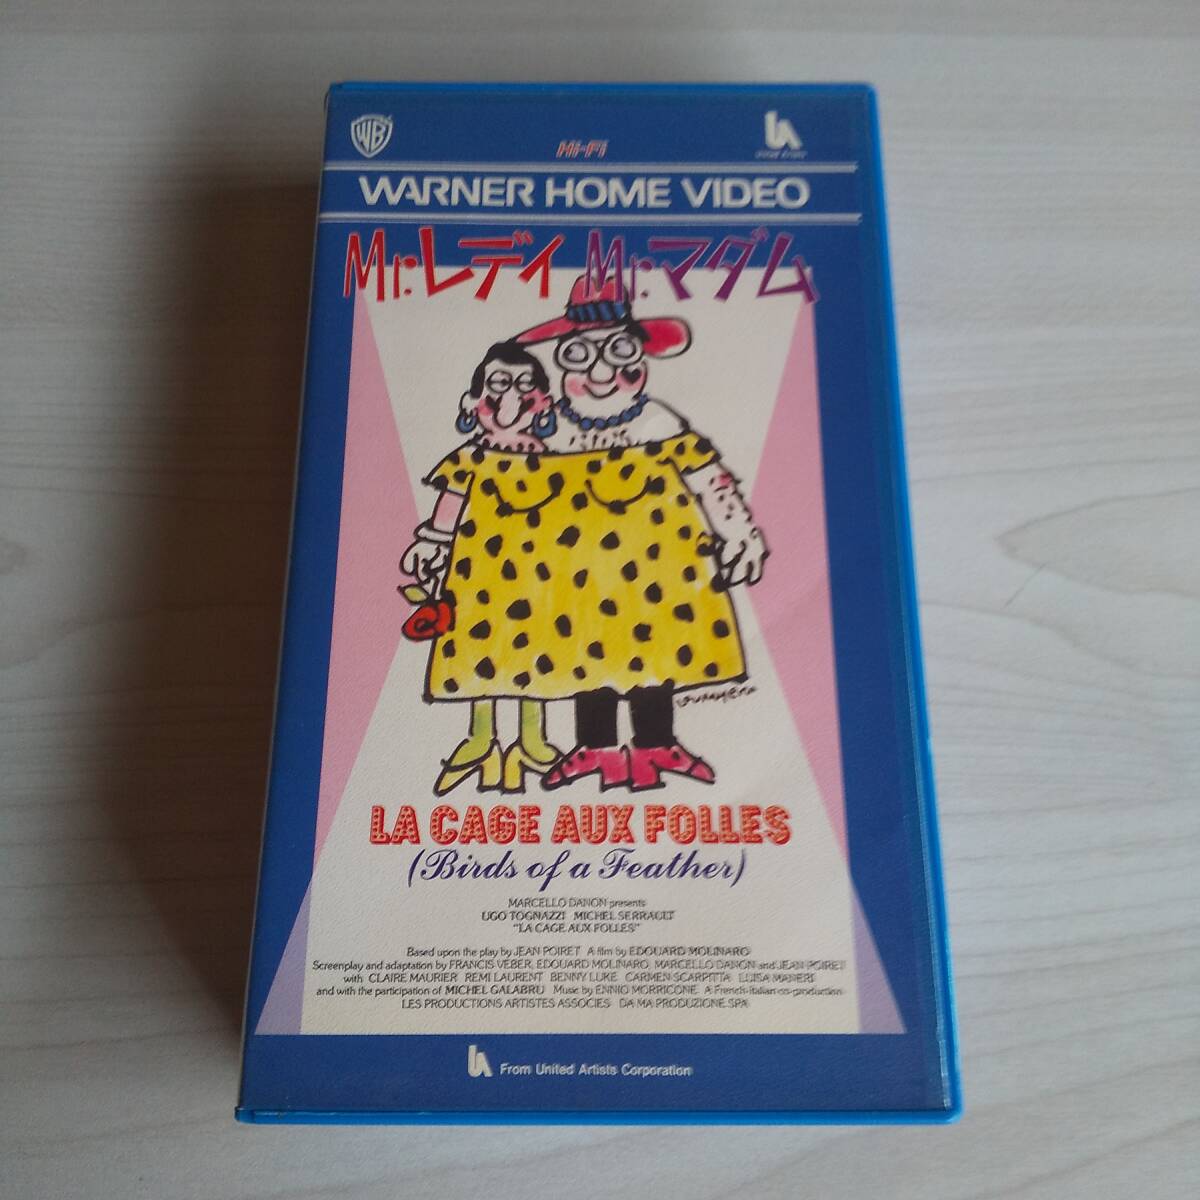 WB
Hi-Fi
WARNER HOME VIDEO
Mr.レディ Mr.マダム
LA CAGE AUX FOLLES
(Birds of a Feather)
MARCELLO DANON presents
UGO TOGNAZZI MICHEL SERRAULT
"LA CAGE AUX FOLLES"
Based upon the play by JEAN POIRET A film by EDOUARD MOLINARO
Screenplay and adaptation by FRANCIS VEBER, EDOUARD MOLINARO, MARCELLO DANON and JEAN POIRET
with CLAIRE MAURIER REMI LAURENT BENNY LUKE CARMEN SCARPITTA LUISA MANERI
and with the participation of MICHEL GALABRU Music by ENNIO MORRICONE A French-Italian co-production
LES PRODUCTIONS ARTISTES ASSOCIES DA MA PRODUZIONE SPA
From United Artists Corporation